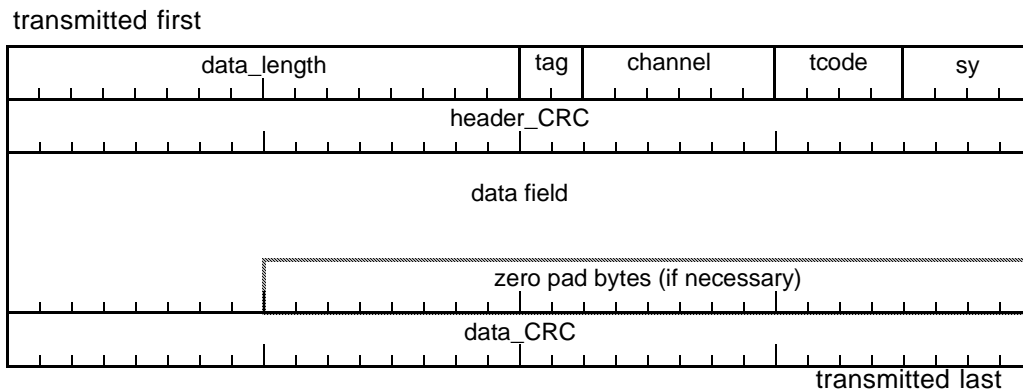 transmitted first
data_length tag channel tcode sy
header_CRC
data field
zero pad bytes (if necessary)
data_CRC
transmitted last